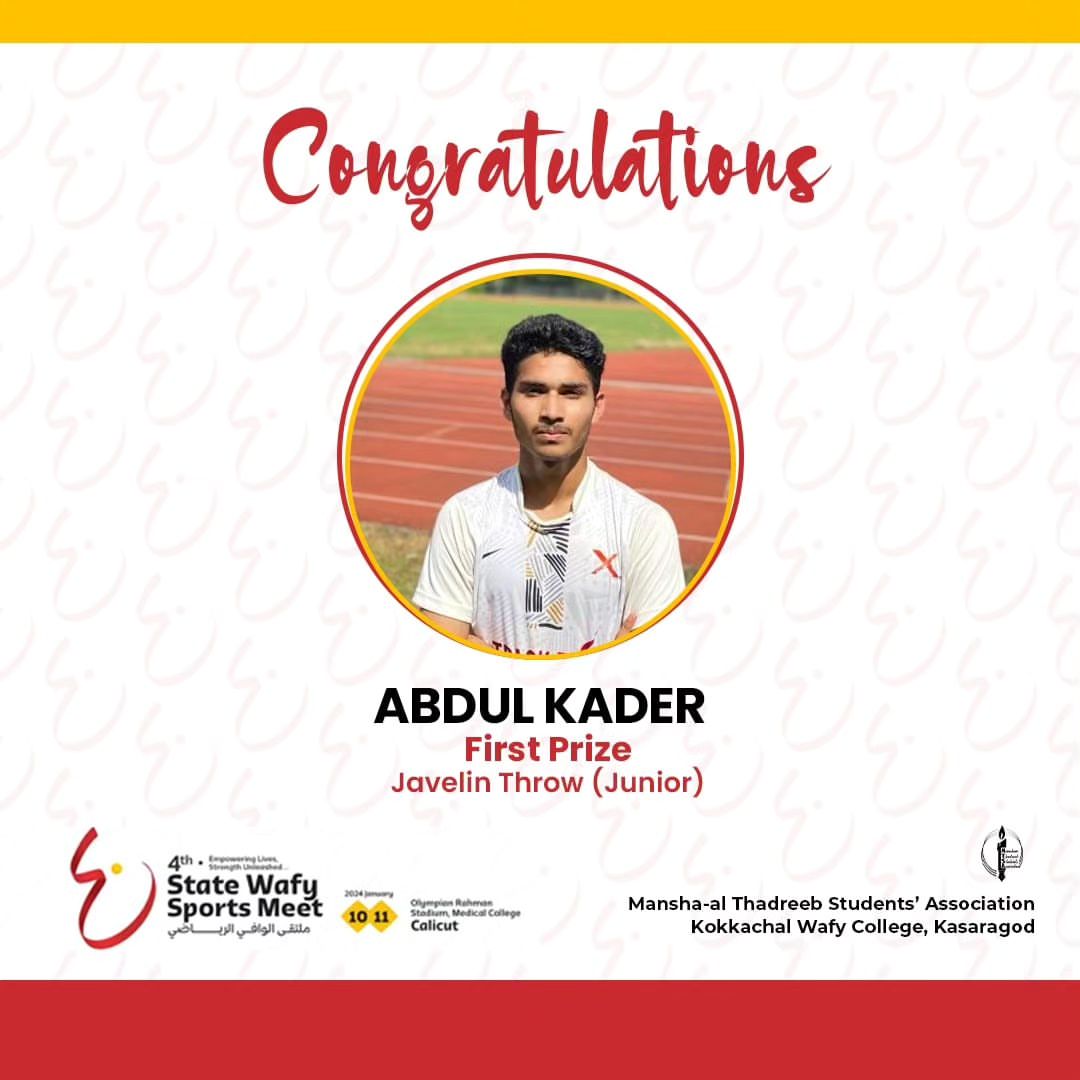 Congratulations
ABDUL KADER
First Prize
Javelin Throw (Junior)
4th • Empowering Lives,
Strength Unleashed...
State Wafy
Sports Meet
ملتقى الوافي الرياضي
2024 January
10 11
Olympian Rahman
Stadium, Medical College
Calicut
Mansha-al Thadreeb Students’ Association
Kokkachal Wafy College, Kasaragod